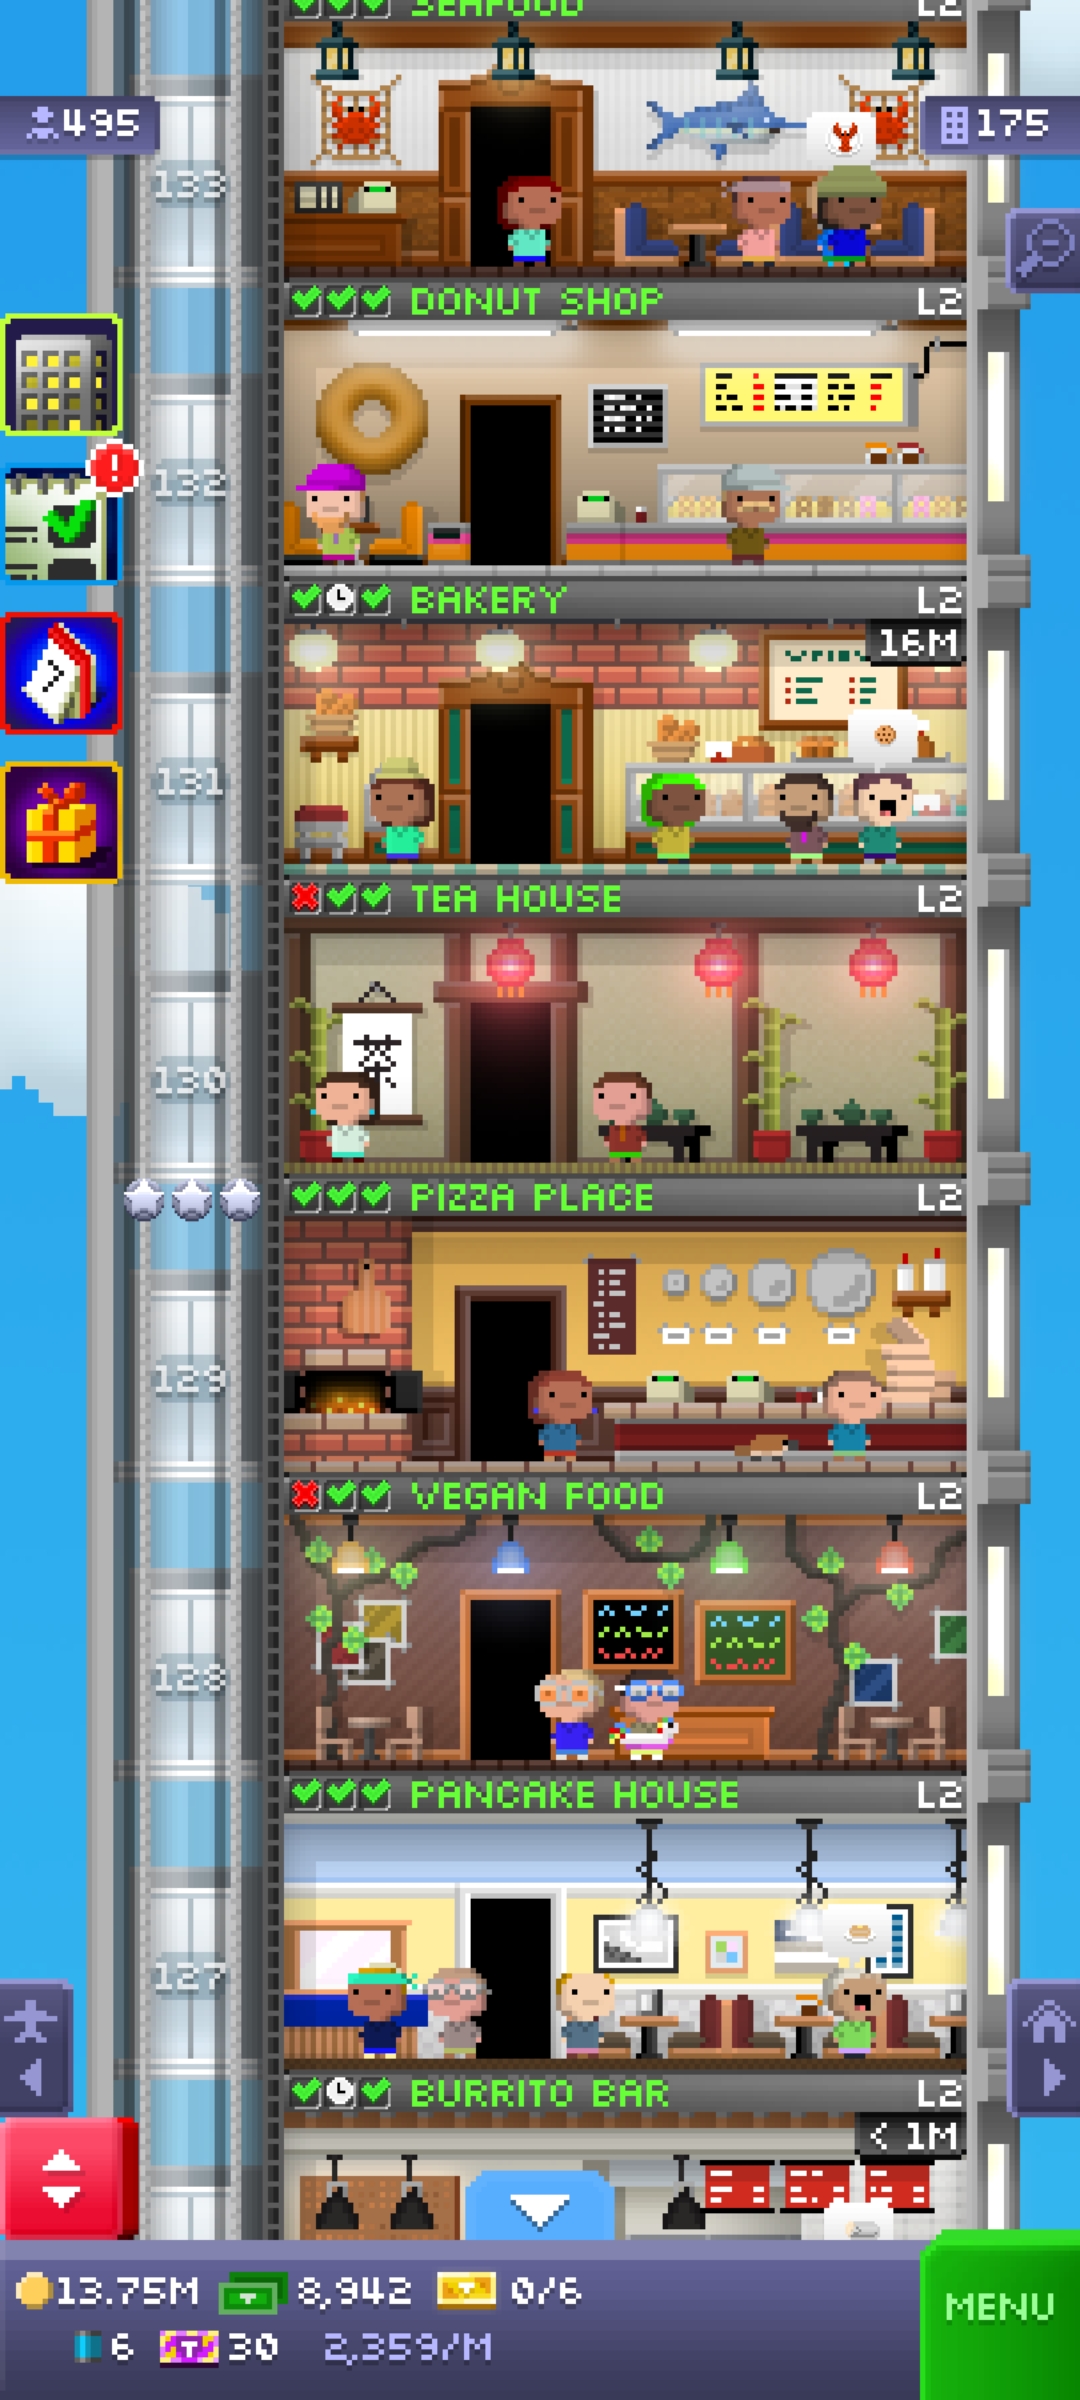 SEAFOOD L2
495
175
133
DONUT SHOP L2
132
BAKERY L2
16M
131
TEA HOUSE L2
茶
130
PIZZA PLACE L2
129
VEGAN FOOD L2
128
PANCAKE HOUSE L2
127
BURRITO BAR L2
< 1M
13.75M 8,942 0/6
MENU
6 T 30 2,359/M